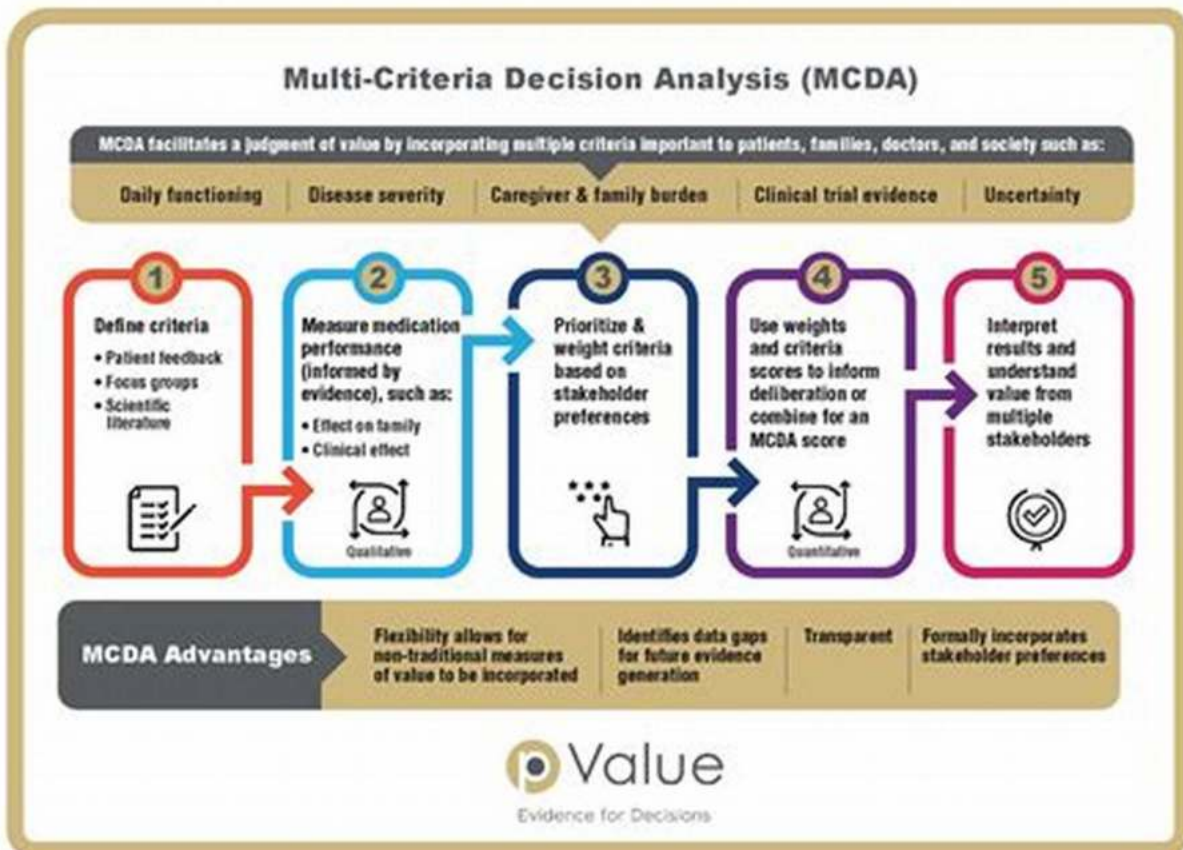 Multi-Criteria Decision Analysis (MCDA)
MCDA facilitates a judgment of value by incorporating multiple criteria important to patients, families, doctors, and society such as:
Daily functioning
Disease severity
Caregiver & family burden
Clinical trial evidence
Uncertainty
1
Define criteria
• Patient feedback
• Focus groups
• Scientific
literature
2
Measure medication
performance
(informed by
evidence), such as:
• Effect on family
• Clinical effect
Qualitative
3
Prioritize &
weight criteria
based on
stakeholder
preferences
4
Use weights
and criteria
scores to inform
deliberation or
combine for an
MCDA score
Quantitative
5
Interpret
results and
understand
value from
multiple
stakeholders
MCDA Advantages
Flexibility allows for
non-traditional measures
of value to be incorporated
Identifies data gaps
for future evidence
generation
Transparent
Formally incorporates
stakeholder preferences
p Value
Evidence for Decisions